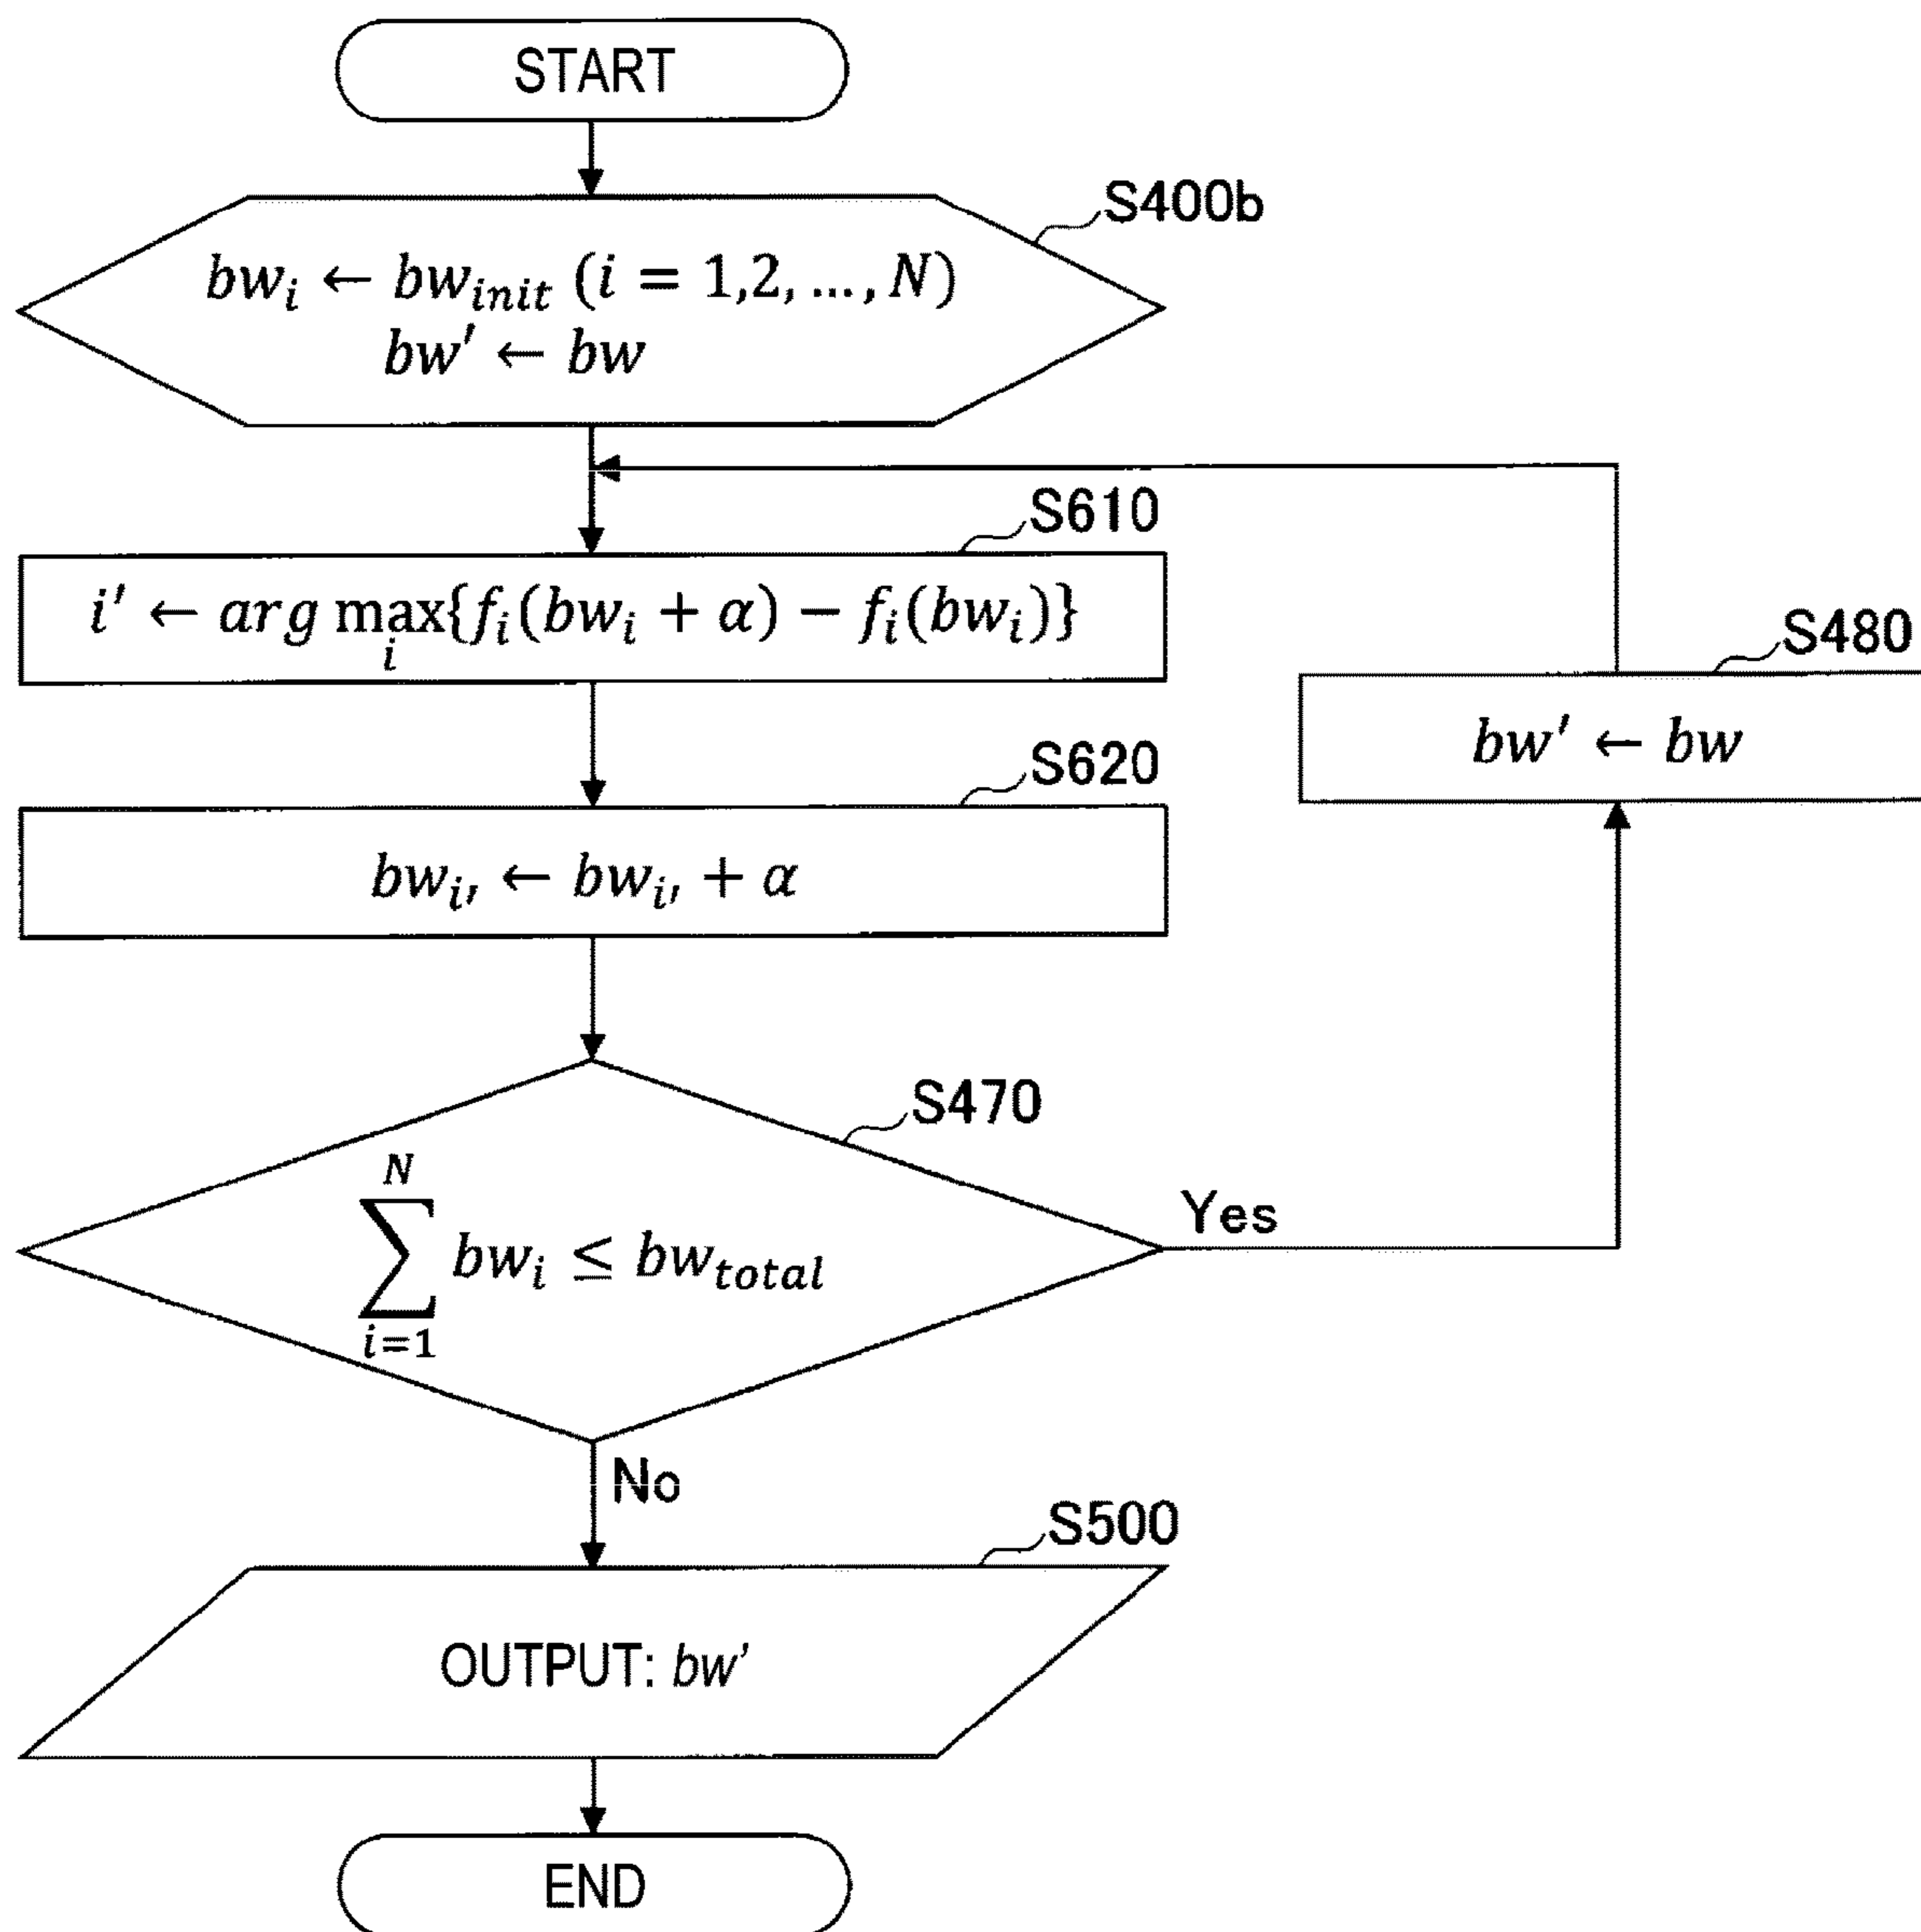 START
S400b
bw_i ← bw_init (i = 1,2, …, N)
bw′ ← bw
S610
i′ ← arg max_i{f_i(bw_i + α) − f_i(bw_i)}
S480
bw′ ← bw
S620
bw_i′ ← bw_i′ + α
S470
∑_{i=1}^{N} bw_i ≤ bw_total
Yes
No
S500
OUTPUT: bw'
END